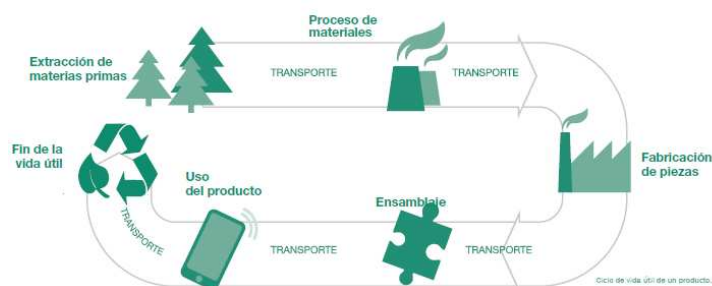 Proceso de
materiales
Extracción de
materias primas
TRANSPORTE
TRANSPORTE
Fabricación
de piezas
Fin de la
vida útil
Uso
del producto
Ensamblaje
TRANSPORTE
TRANSPORTE
TRANSPORTE
Ciclo de vida útil de un producto.